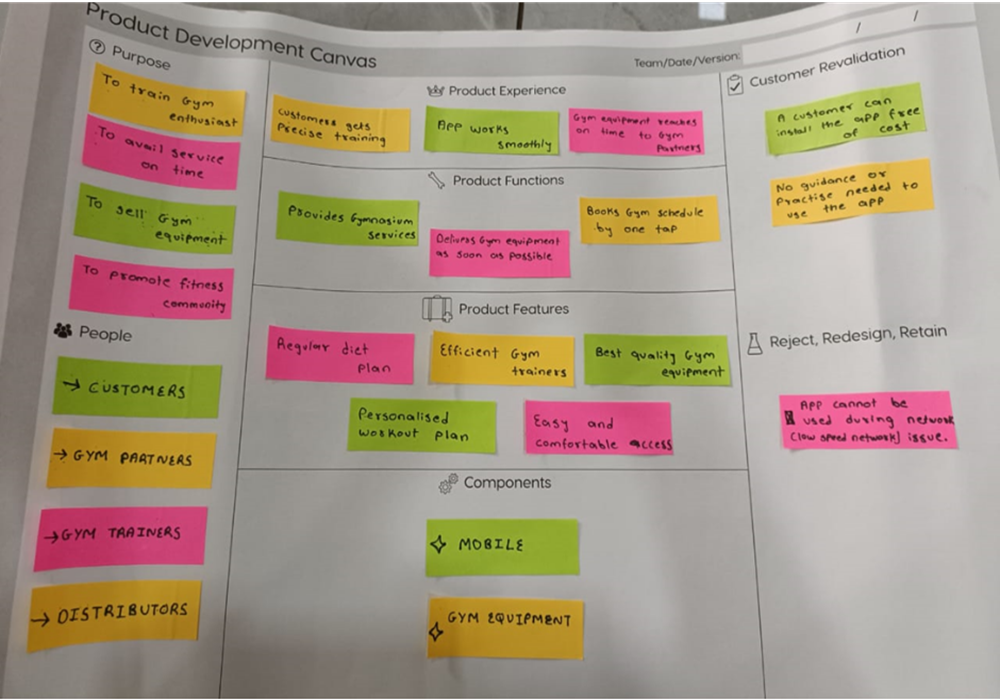 Product Development Canvas
Team/Date/Version:
/
/
Purpose
To train Gym
enthusiast
To avail service
on time
To sell Gym
equipment
To promote fitness
community
People
→ CUSTOMERS
→ GYM PARTNERS
→ GYM TRAINERS
→ DISTRIBUTORS
Product Experience
Customers gets
Precise training
App works
smoothly
Gym equipment reaches
on time to Gym
Partners
Product Functions
Provides Gymnasium
services
Delivers Gym equipment
as soon as possible
Books Gym schedule
by one tap
Product Features
Regular diet
plan
Efficient Gym
trainers
Best quality Gym
equipment
Personalised
workout plan
Easy and
comfortable access
Components
MOBILE
GYM EQUIPMENT
Customer Revalidation
A customer can
install the app free
of cost
No guidance or
Practise needed to
use the app
Reject, Redesign, Retain
App cannot be
used during network
(low speed network) issue.